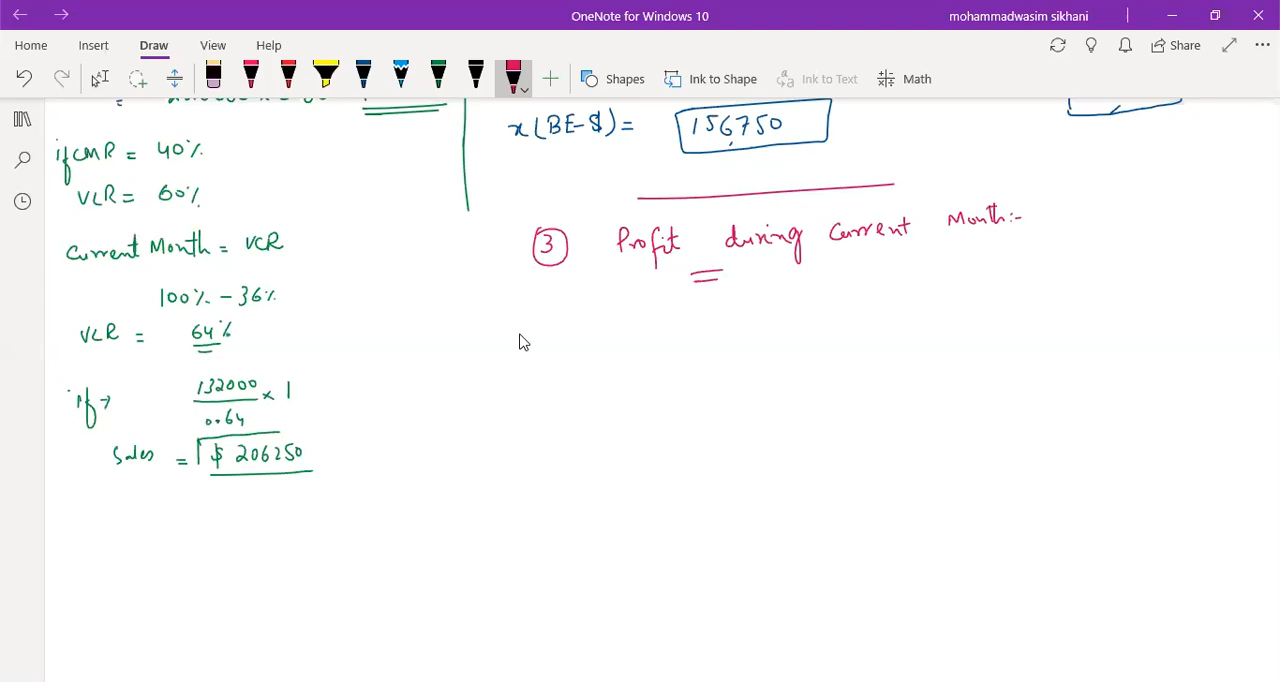 OneNote for Windows 10
mohammadwasim sikhani
Home Insert Draw View Help
Share
Shapes Ink to Shape Ink to Text Math
if CMR = 40%
VCR = 60%
Current Month = VCR
100% - 36%
VCR = 64%
if → 132000 × 1
0.64
Sales = $ 206250
x (BE-$) = 156750
3 Profit during Current Month:-